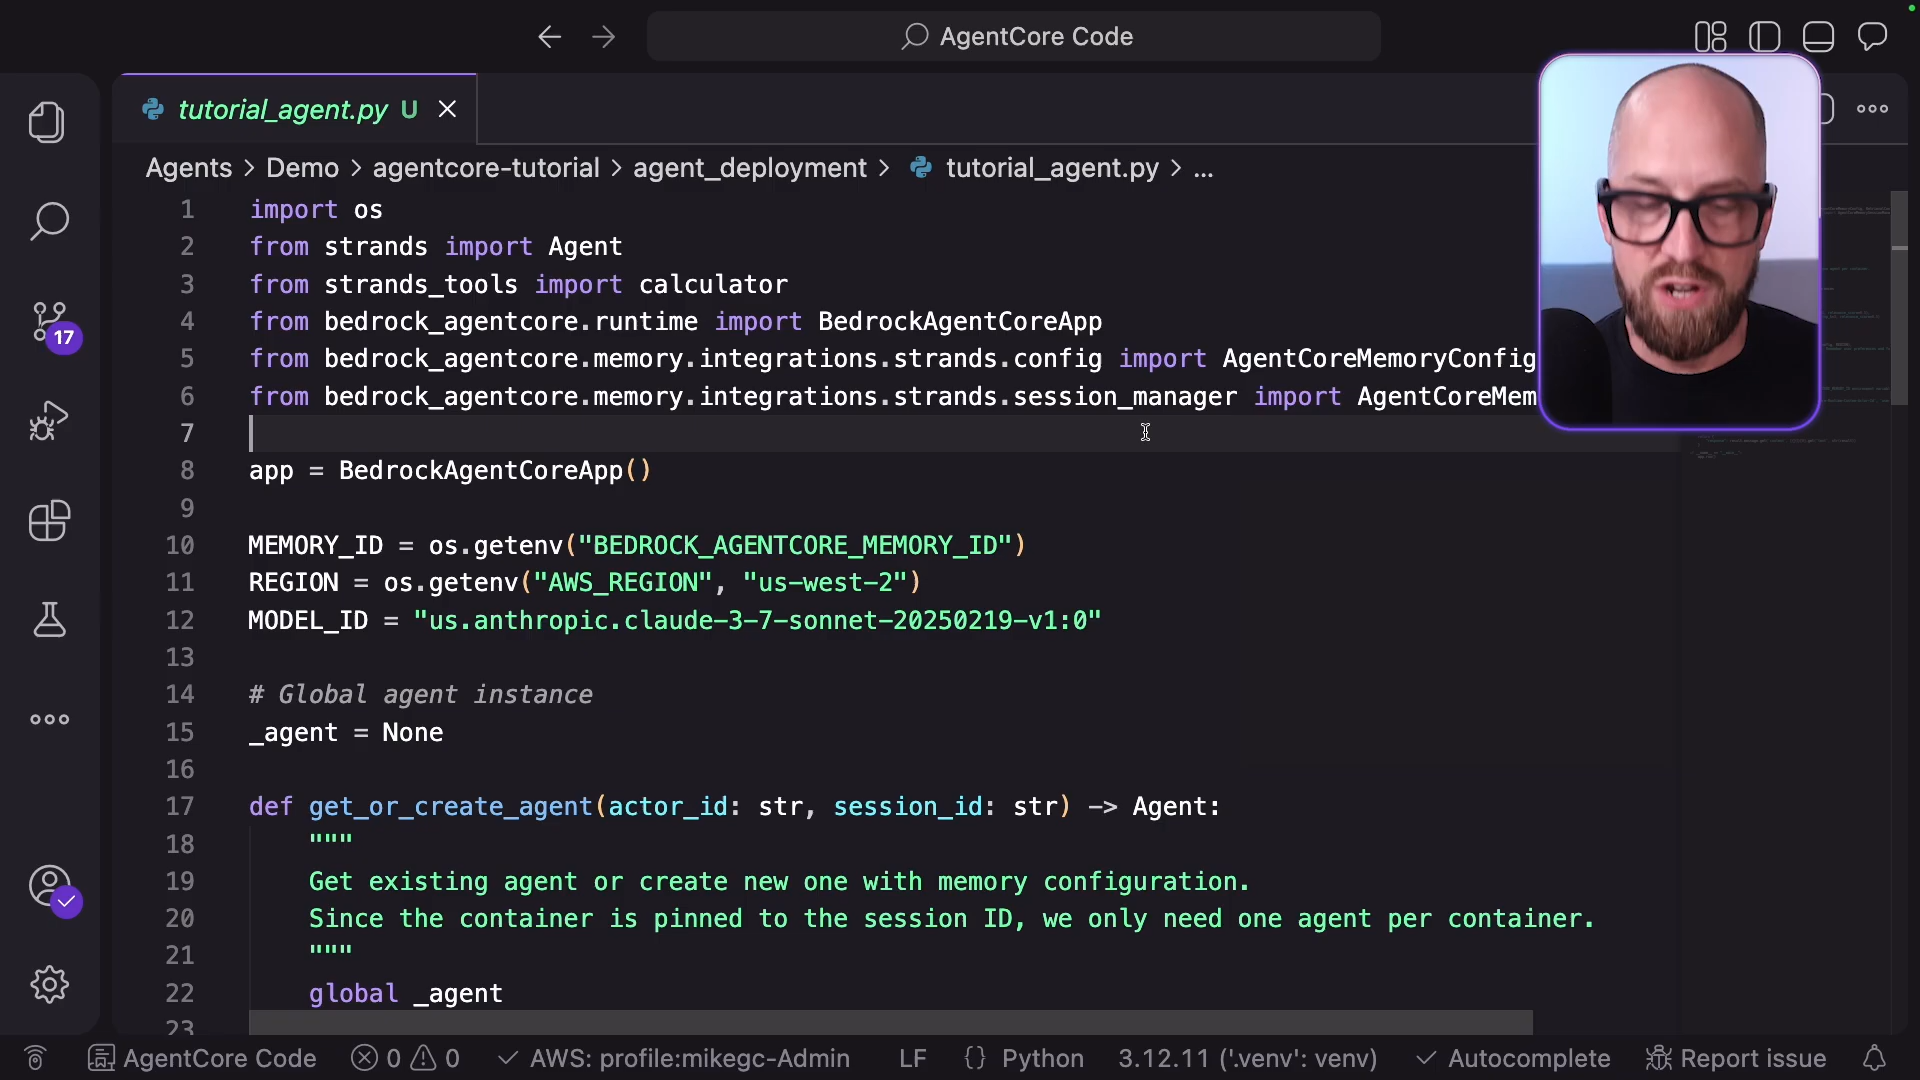 AgentCore Code
tutorial_agent.py U
Agents > Demo > agentcore-tutorial > agent_deployment > tutorial_agent.py > ...
1 import os
2 from strands import Agent
3 from strands_tools import calculator
4 from bedrock_agentcore.runtime import BedrockAgentCoreApp
5 from bedrock_agentcore.memory.integrations.strands.config import AgentCoreMemoryConfig
6 from bedrock_agentcore.memory.integrations.strands.session_manager import AgentCoreMem
7
8 app = BedrockAgentCoreApp()
9
10 MEMORY_ID = os.getenv("BEDROCK_AGENTCORE_MEMORY_ID")
11 REGION = os.getenv("AWS_REGION", "us-west-2")
12 MODEL_ID = "us.anthropic.claude-3-7-sonnet-20250219-v1:0"
13
14 # Global agent instance
15 _agent = None
16
17 def get_or_create_agent(actor_id: str, session_id: str) -> Agent:
18 """
19 Get existing agent or create new one with memory configuration.
20 Since the container is pinned to the session ID, we only need one agent per container.
21 """
22 global _agent
23
17
AgentCore Code 0 0 AWS: profile:mikegc-Admin LF {} Python 3.12.11 ('.venv': venv) Autocomplete Report issue